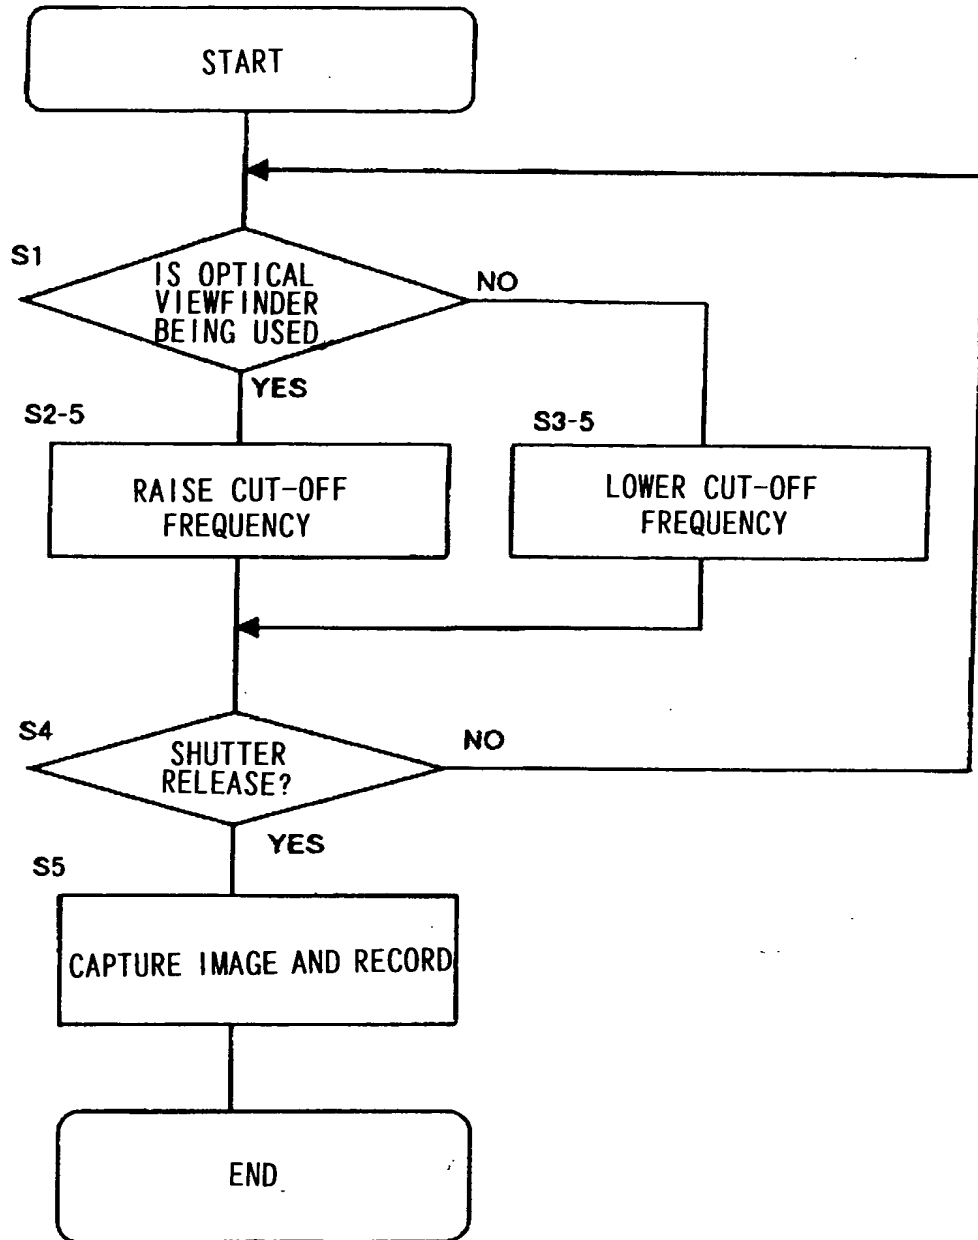 START
S1
IS OPTICAL
VIEWFINDER
BEING USED
NO
YES
S2-5
RAISE CUT-OFF
FREQUENCY
S3-5
LOWER CUT-OFF
FREQUENCY
S4
SHUTTER
RELEASE?
NO
YES
S5
CAPTURE IMAGE AND RECORD
END